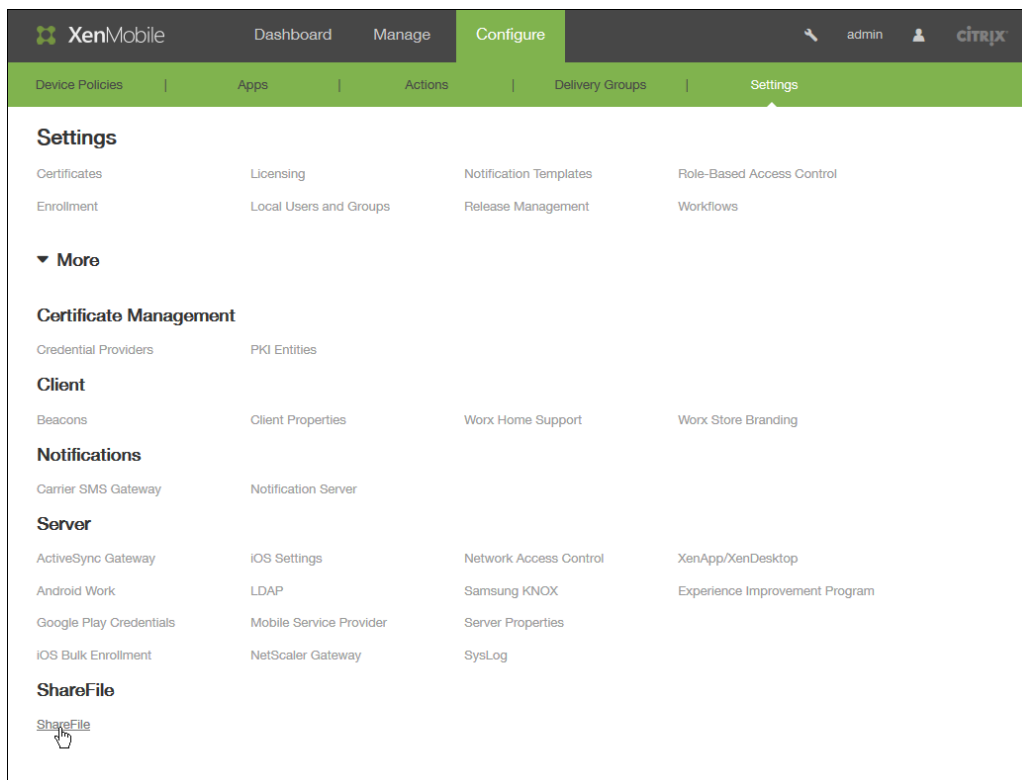 XenMobile Dashboard Manage Configure admin CİTRIX
Device Policies | Apps | Actions | Delivery Groups | Settings
Settings
Certificates Licensing Notification Templates Role-Based Access Control
Enrollment Local Users and Groups Release Management Workflows
More
Certificate Management
Credential Providers PKI Entities
Client
Beacons Client Properties Worx Home Support Worx Store Branding
Notifications
Carrier SMS Gateway Notification Server
Server
ActiveSync Gateway iOS Settings Network Access Control XenApp/XenDesktop
Android Work LDAP Samsung KNOX Experience Improvement Program
Google Play Credentials Mobile Service Provider Server Properties
iOS Bulk Enrollment NetScaler Gateway SysLog
ShareFile
ShareFile